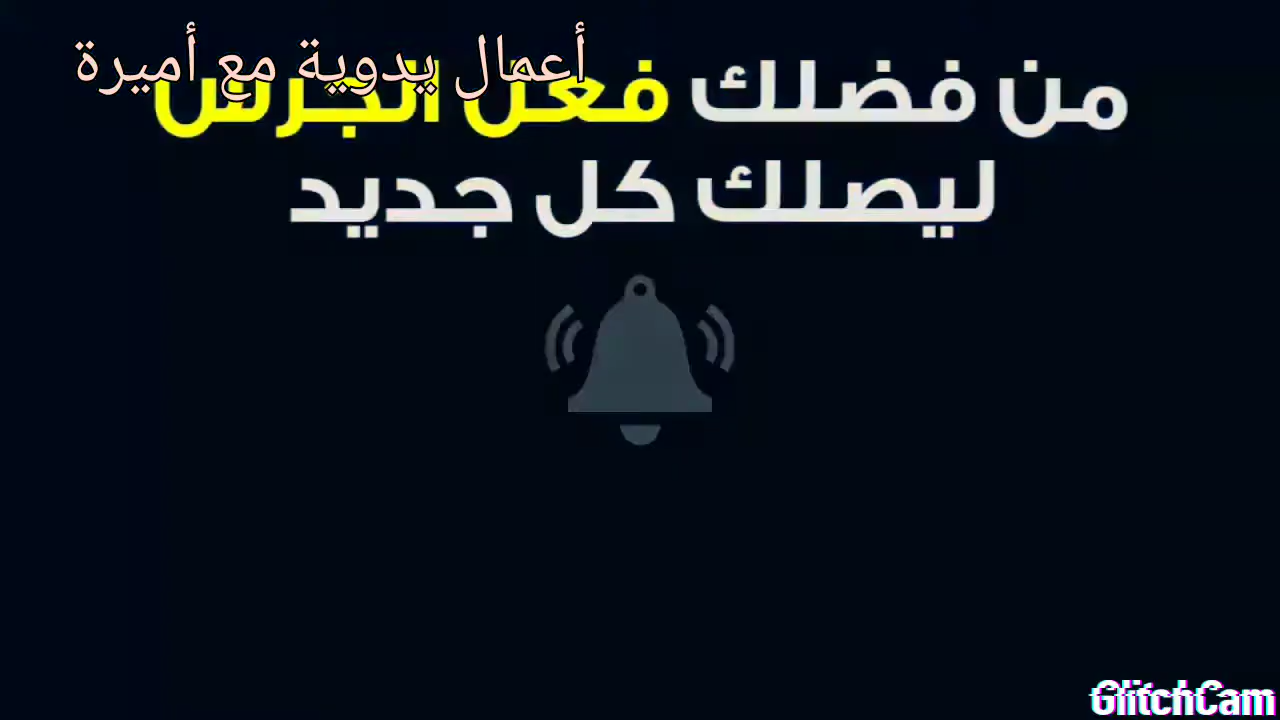 أعمال يدوية مع أميرة
من فضلك فعل الجرس
ليصلك كل جديد
GlitchCam